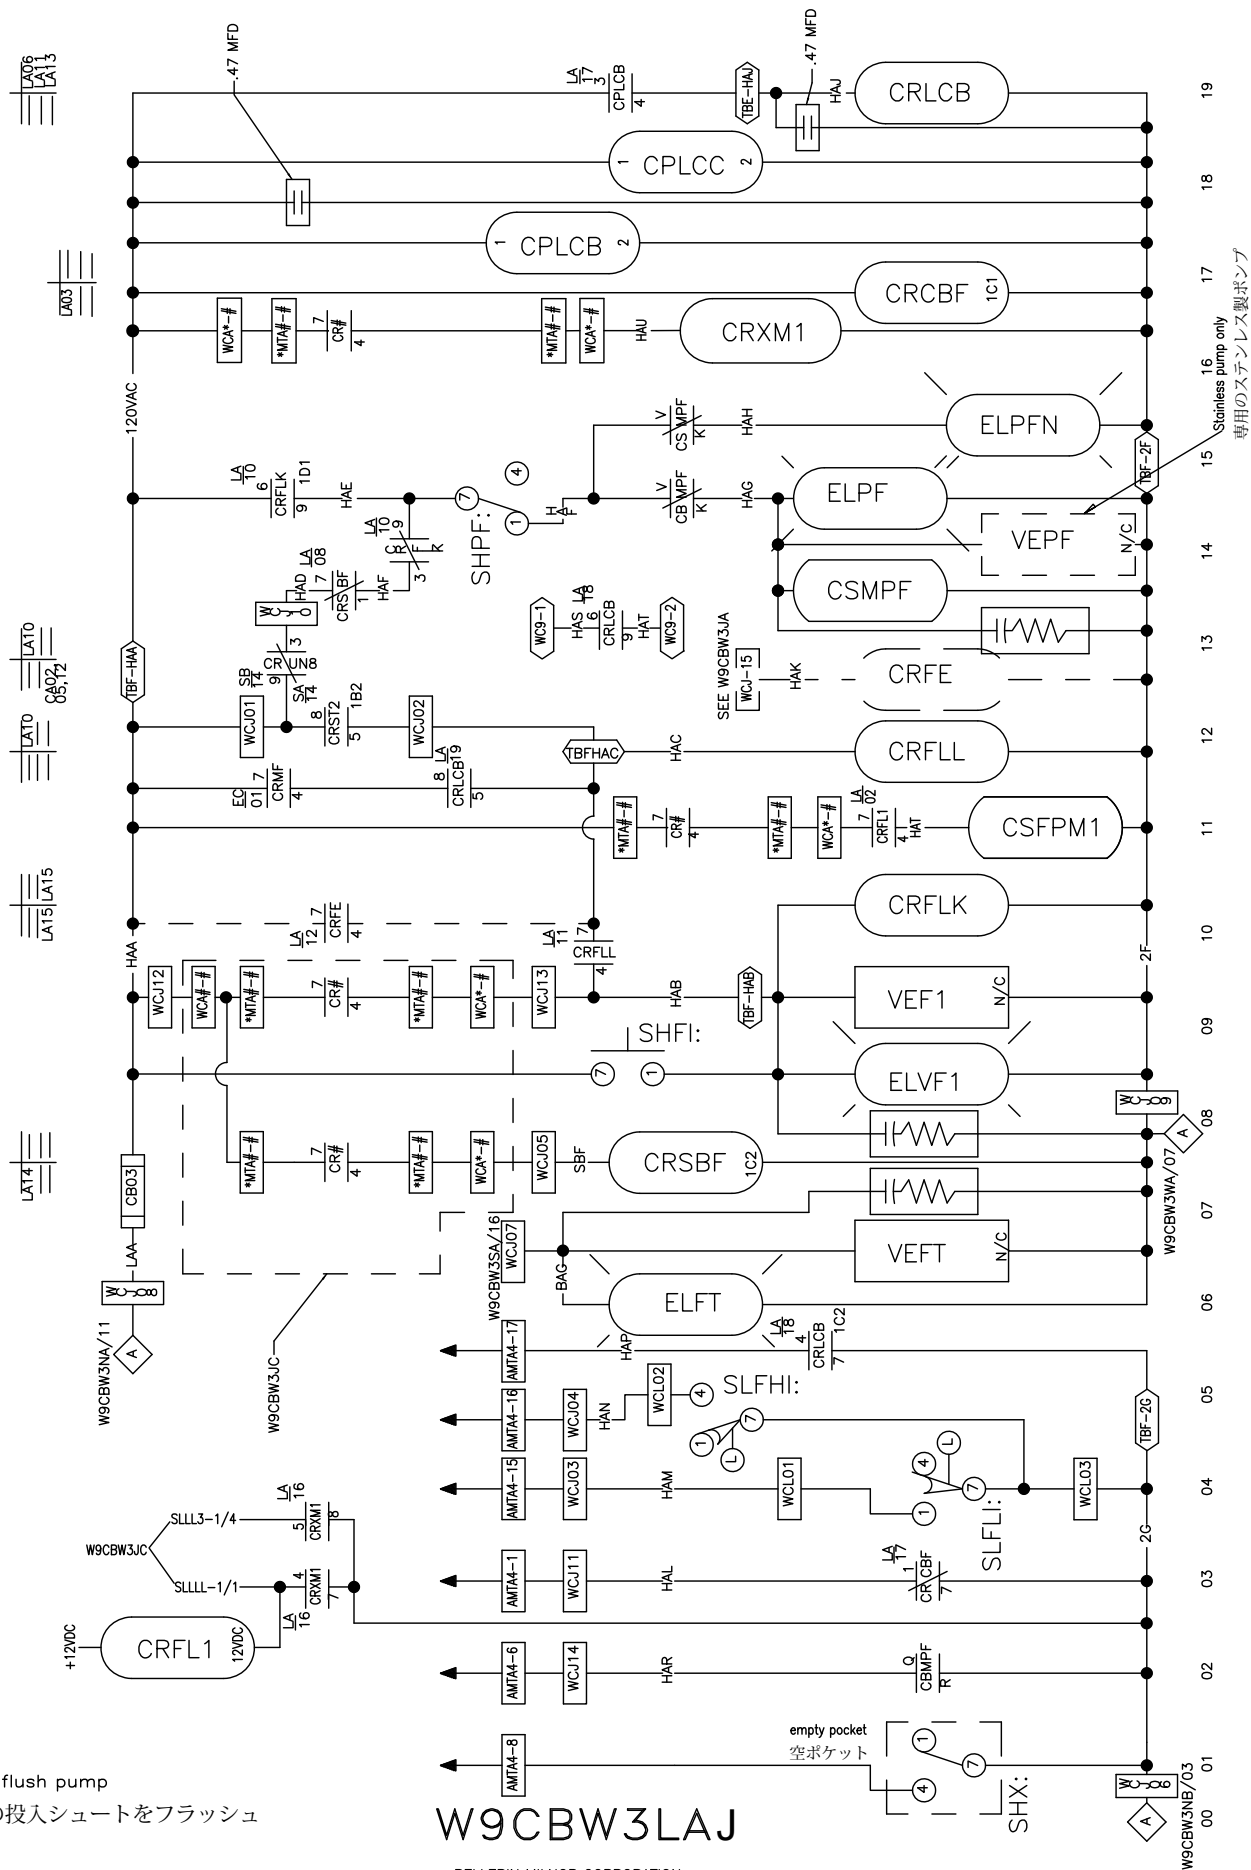 LA06
LA11
LA13
.47 MFD
LA
17
3
CPLCB
4
TBE-HAJ
.47 MFD
HAJ
CRLCB
19
1
CPLCC
2
18
1
CPLCB
2
LA03
CRCBF
1C1
17
WCA*-#
*MTA#-#
7
CR#
4
*MTA#-#
WCA*-#
HAU
CRXM1
16
120VAC
Stainless pump only
専用のステンレス製ポンプ
V
CS MPF
K
HAH
ELPFN
LA
10
6
CRFLK
9
1D1
HAE
7
4
1
SHPF:
V
CB MPF
K
HAG
ELPF
TBF-2F
15
LA
10
9
3
VEPF
N/C
14
LA
08
HAD
7
CRSBF
1
HAF
CSMPF
WC9-1
HAS
LA
18
6
CRLCB
9
HAT
WC9-2
13
LA10
CA02
05,12
TBF-HAA
SB
14
3
CR UN8
9
SA
14
SEE W9CBW3JA
WCJ-15
HAK
CRFE
LA10
WCJ01
8
CRST2
5
1B2
WCJ02
TBFHAC
HAC
CRFLL
12
EC
01
7
CRMF
4
LA
19
8
CRLCB
5
*MTA#-#
7
CR#
4
*MTA#-#
WCA*-#
LA
02
7
CRFL1
4
HAT
CSFPM1
11
LA15
LA15
LA
12
7
CRFE
4
LA
11
7
CRFLL
4
CRFLK
10
HAA
WCJ12
WCA#-#
*MTA#-#
7
CR#
4
*MTA#-#
WCA*-#
WCJ13
HAB
TBF-HAB
VEF1
N/C
2F
09
SHFI:
7
1
ELVF1
WCJ09
A
W9CBW3WA/07
08
LA14
CB03
*MTA#-#
7
CR#
4
*MTA#-#
WCA*-#
WCJ05
SBF
CRSBF
1C2
07
LAA
WCJ08
A
W9CBW3NA/11
W9CBW3JC
W9CBW3SA/16
WCJ07
BAG
VEFT
N/C
ELFT
06
AMTA4-17
HAP
LA
18
4
CRLCB
7
1C2
AMTA4-16
WCJ04
HAN
WCL02
4
SLFHI:
1
7
L
05
TBF-2G
AMTA4-15
WCJ03
HAM
WCL01
1
4
L
7
SLFLI:
WCL03
04
W9CBW3JC
SLLL3-1/4
LA
16
5
CRXM1
8
SLLLL-1/1
4
CRXM1
7
LA
16
AMTA4-1
WCJ11
HAL
LA
17
1
CRCBF
7
2G
03
+12VDC
CRFL1
12VDC
AMTA4-6
WCJ14
HAR
Q
CBMPF
R
02
AMTA4-8
empty pocket
空ポケット
1
4
7
SHX:
01
WCJ06
A
W9CBW3NB/03
00
flush pump
投入シュートをフラッシュ
W9CBW3LAJ